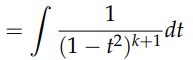 = ∫ 1/(1 − t²)ᵏ⁺¹ dt